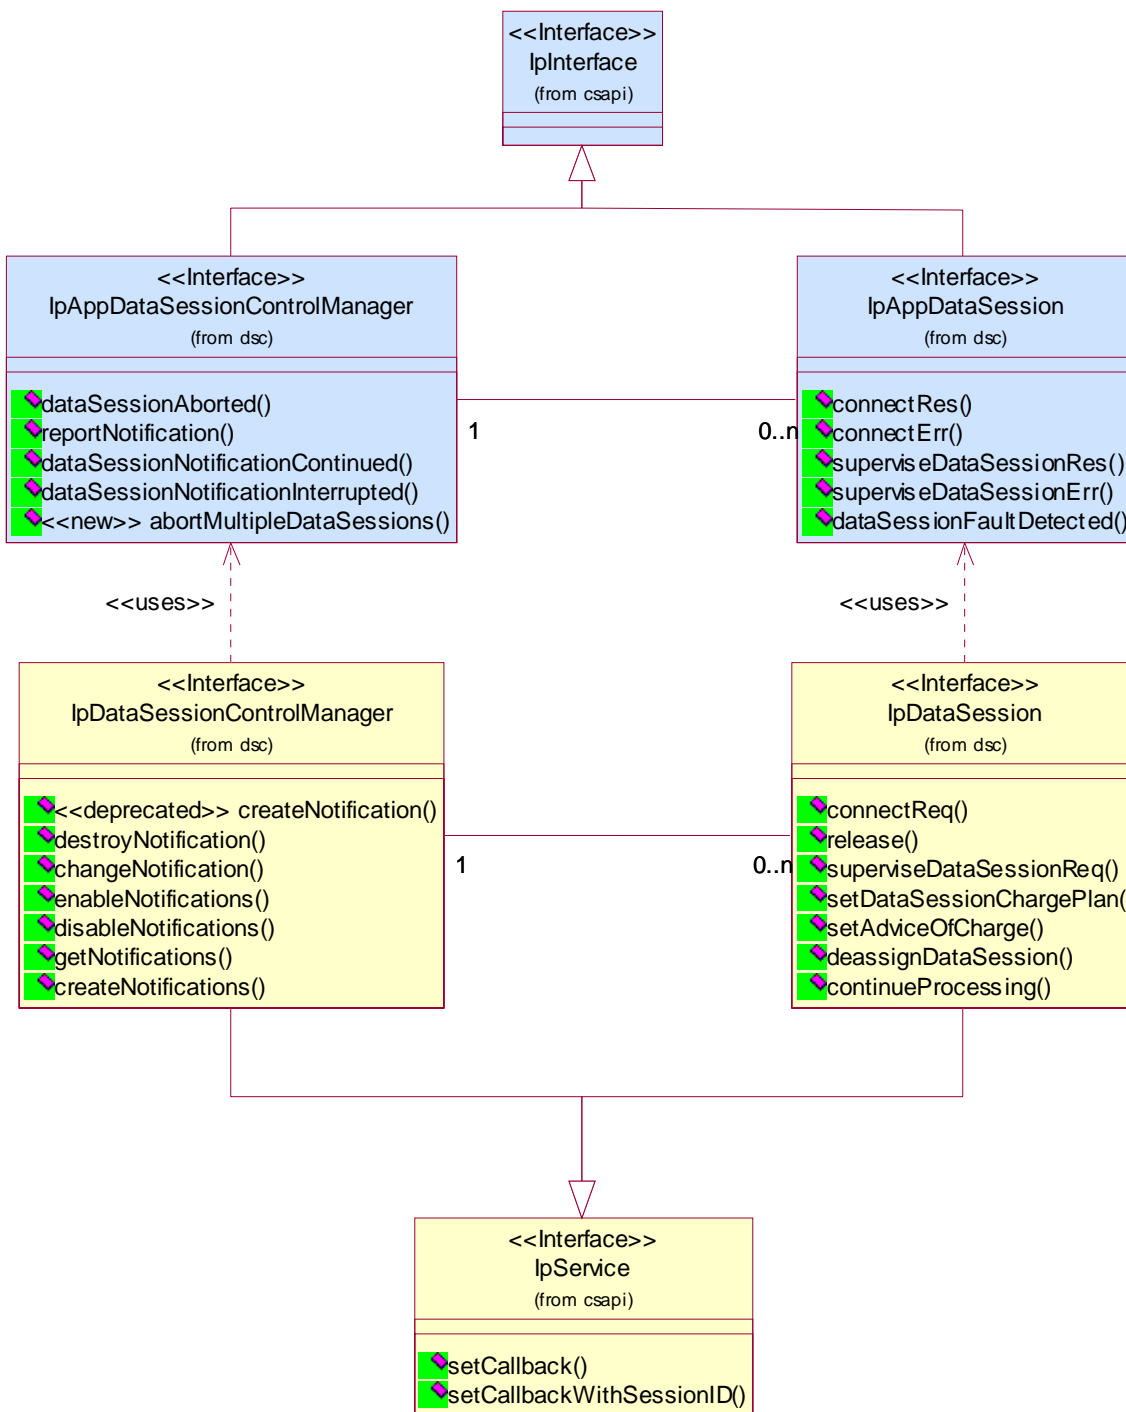 <<Interface>>
IpInterface
(from csapi)
<<Interface>>
IpAppDataSessionControlManager
(from dsc)
dataSessionAborted()
reportNotification()
dataSessionNotificationContinued()
dataSessionNotificationInterrupted()
<<new>> abortMultipleDataSessions()
<<Interface>>
IpAppDataSession
(from dsc)
connectRes()
connectErr()
superviseDataSessionRes()
superviseDataSessionErr()
dataSessionFaultDetected()
1
0..n
<<uses>>
<<uses>>
<<Interface>>
IpDataSessionControlManager
(from dsc)
<<deprecated>> createNotification()
destroyNotification()
changeNotification()
enableNotifications()
disableNotifications()
getNotifications()
createNotifications()
<<Interface>>
IpDataSession
(from dsc)
connectReq()
release()
superviseDataSessionReq()
setDataSessionChargePlan(
setAdviceOfCharge()
deassignDataSession()
continueProcessing()
1
0..n
<<Interface>>
IpService
(from csapi)
setCallback()
setCallbackWithSessionID()